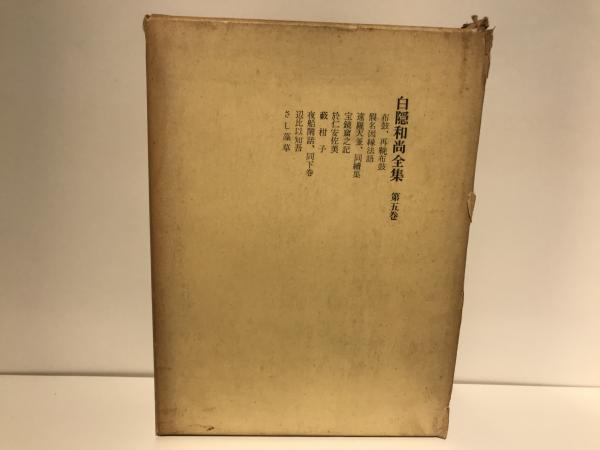 白隠和尚全集 第五巻
布鼓、再鞁布鼓
假名因縁法語
遠羅天釜、同續集
宝鏡窟之記
於仁安佐美
藪柑子
夜船閑話、同下巻
辺比以知吾
さし藻草